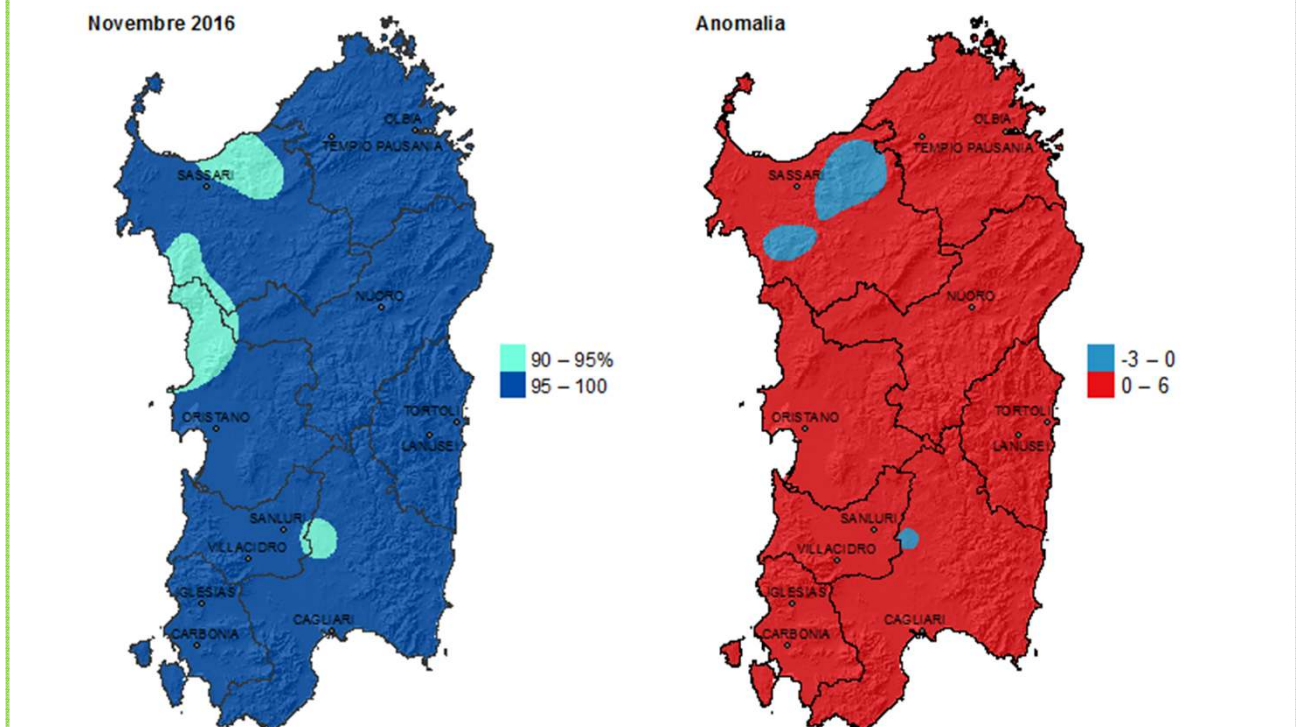 Novembre 2016
OLBIA
TEMPIO PAUSANIA
SASSARI
NUORO
90 – 95%
95 – 100
ORISTANO
TORTOLI
LANUSEI
SANLURI
VILLACIDRO
IGLESIAS
CARBONIA
CAGLIARI
Anomalia
OLBIA
TEMPIO PAUSANIA
SASSARI
NUORO
-3 – 0
0 – 6
ORISTANO
TORTOLI
LANUSEI
SANLURI
VILLACIDRO
IGLESIAS
CARBONIA
CAGLIARI